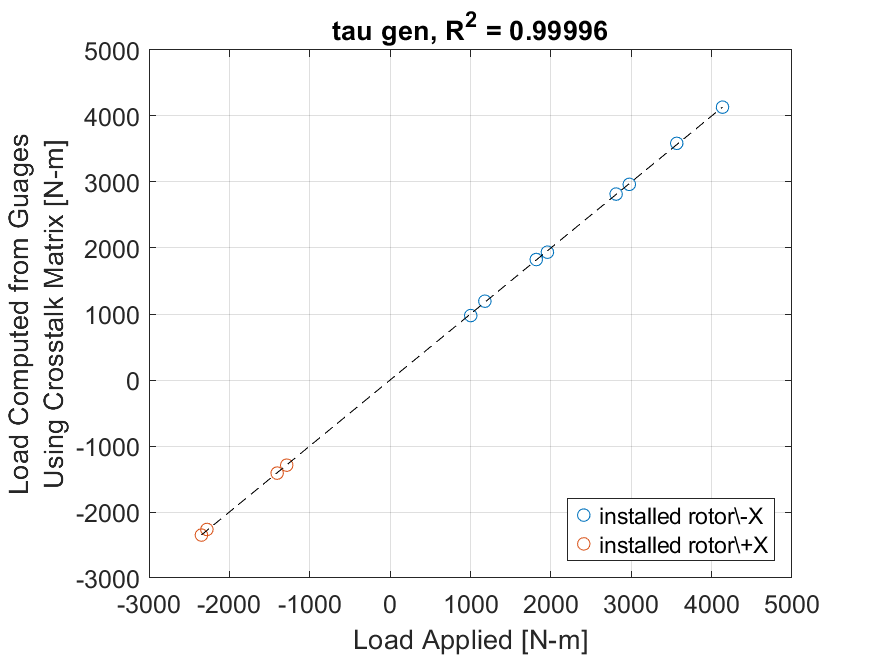 tau gen, R² = 0.99996
Load Computed from Guages
Using Crosstalk Matrix [N-m]
5000
4000
3000
2000
1000
0
-1000
-2000
-3000
installed rotor\-X
installed rotor\+X
-3000 -2000 -1000 0 1000 2000 3000 4000 5000
Load Applied [N-m]